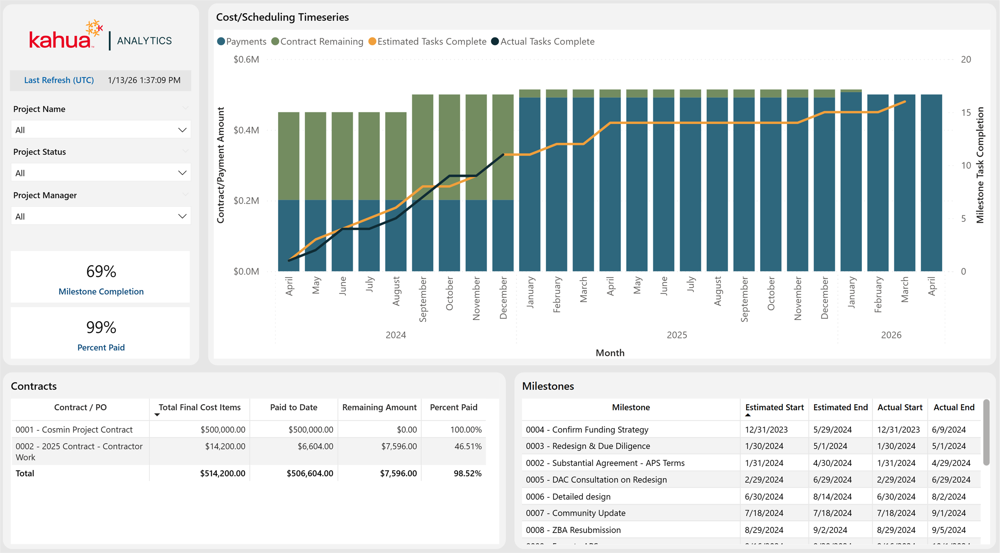 kahua™ | ANALYTICS
Last Refresh (UTC) 1/13/26 1:37:09 PM
Project Name
All
Project Status
All
Project Manager
All
69%
Milestone Completion
99%
Percent Paid
Cost/Scheduling Timeseries
Payments Contract Remaining Estimated Tasks Complete Actual Tasks Complete
Contract/Payment Amount
$0.6M
$0.4M
$0.2M
$0.0M
20
15
10
5
0
Milestone Task Completion
April May June July August September October November December January February March April May June July August September October November December January February March April
2024 2025 2026
Month
Contracts
Contract / PO Total Final Cost Items Paid to Date Remaining Amount Percent Paid
0001 - Cosmin Project Contract $500,000.00 $500,000.00 $0.00 100.00%
0002 - 2025 Contract - Contractor $14,200.00 $6,604.00 $7,596.00 46.51%
Work
Total $514,200.00 $506,604.00 $7,596.00 98.52%
Milestones
Milestone Estimated Start Estimated End Actual Start Actual End
0004 - Confirm Funding Strategy 12/31/2023 5/29/2024 12/31/2023 6/9/2024
0003 - Redesign & Due Diligence 1/30/2024 5/1/2024 1/30/2024 5/1/2024
0002 - Substantial Agreement - APS Terms 1/31/2024 4/30/2024 1/31/2024 4/29/2024
0005 - DAC Consultation on Redesign 2/29/2024 6/29/2024 2/29/2024 6/29/2024
0006 - Detailed design 6/30/2024 8/14/2024 6/30/2024 8/2/2024
0007 - Community Update 7/18/2024 7/18/2024 7/18/2024 9/1/2024
0008 - ZBA Resubmission 8/29/2024 9/2/2024 8/29/2024 9/5/2024